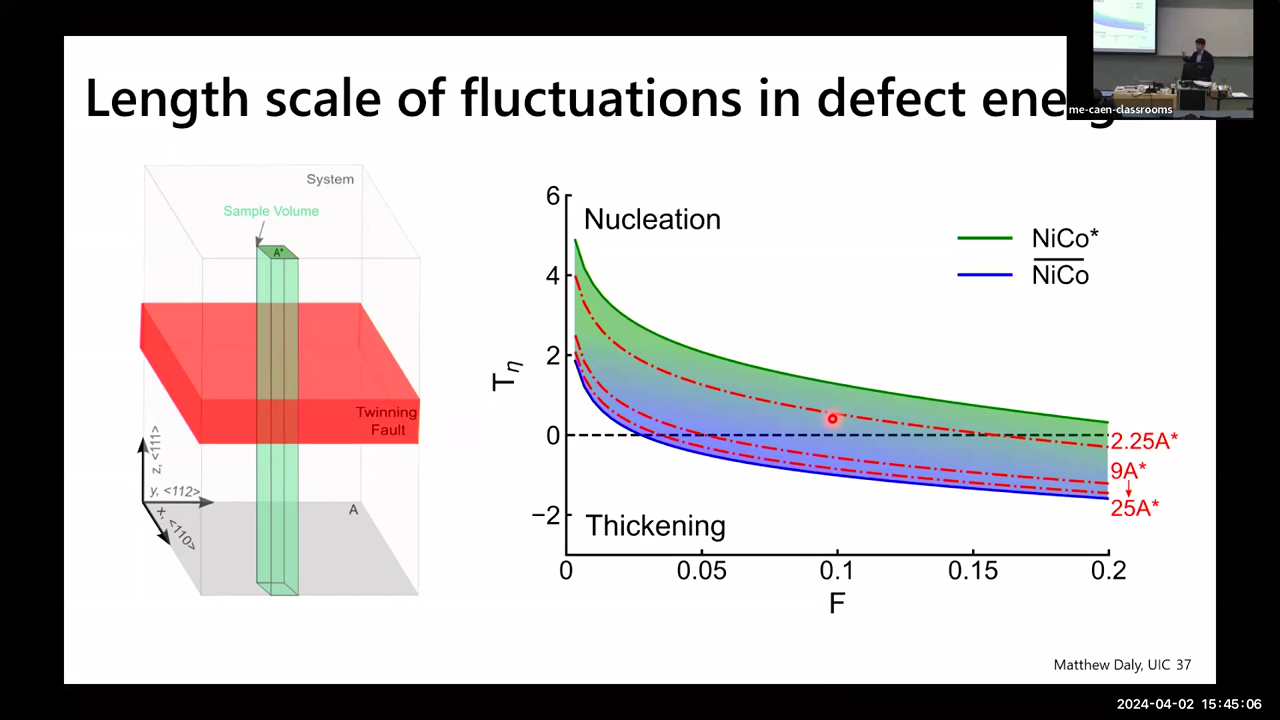 Length scale of fluctuations in defect energ
me-caen-classrooms
System
Sample Volume
A*
Twinning
Fault
z, <111>
y, <112>
x, <110>
A
6
4
2
0
−2
Tη
Nucleation
Thickening
NiCo*
NiCo
2.25A*
9A*
25A*
0
0.05
0.1
0.15
0.2
F
Matthew Daly, UIC 37
2024-04-02 15:45:06